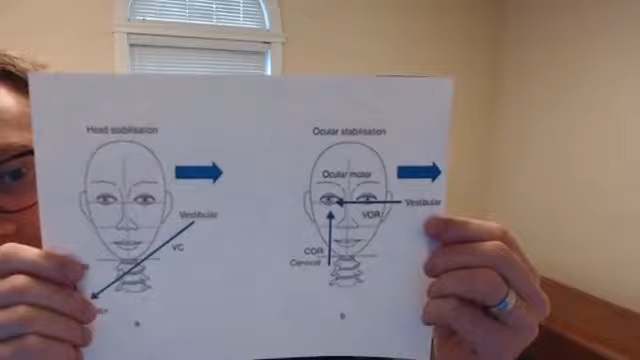 Head stabilisation
Vestibular
VC
a
Ocular stabilisation
Ocular motor
Vestibular
VOR
COR
Cervical
b